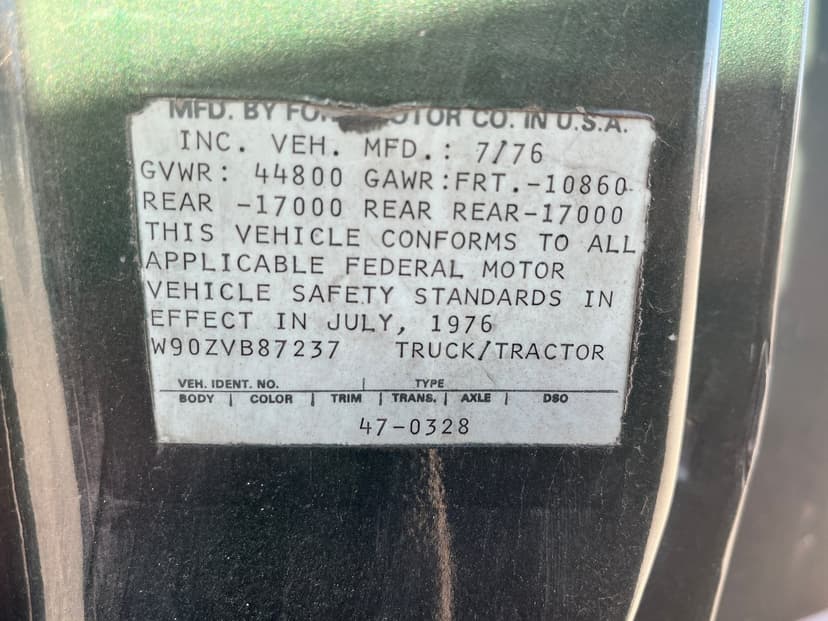 MFD. BY FORD MOTOR CO. IN U.S.A.
INC. VEH. MFD.: 7/76
GVWR: 44800 GAWR:FRT.-10860
REAR -17000 REAR REAR-17000
THIS VEHICLE CONFORMS TO ALL
APPLICABLE FEDERAL MOTOR
VEHICLE SAFETY STANDARDS IN
EFFECT IN JULY, 1976
W90ZVB87237 TRUCK/TRACTOR
VEH. IDENT. NO. | TYPE
BODY | COLOR | TRIM | TRANS. | AXLE | DSO
47-0328